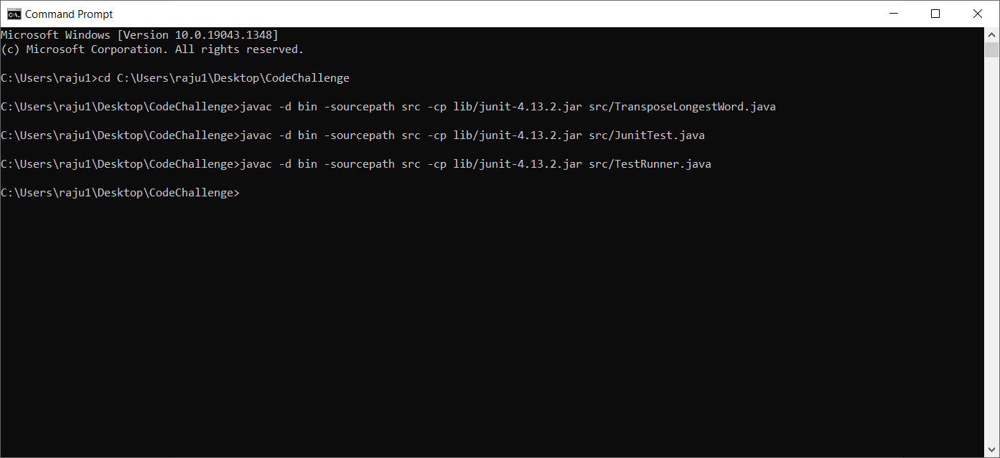 Command Prompt
Microsoft Windows [Version 10.0.19043.1348]
(c) Microsoft Corporation. All rights reserved.
C:\Users\raju1>cd C:\Users\raju1\Desktop\CodeChallenge
C:\Users\raju1\Desktop\CodeChallenge>javac -d bin -sourcepath src -cp lib/junit-4.13.2.jar src/TransposeLongestWord.java
C:\Users\raju1\Desktop\CodeChallenge>javac -d bin -sourcepath src -cp lib/junit-4.13.2.jar src/JunitTest.java
C:\Users\raju1\Desktop\CodeChallenge>javac -d bin -sourcepath src -cp lib/junit-4.13.2.jar src/TestRunner.java
C:\Users\raju1\Desktop\CodeChallenge>